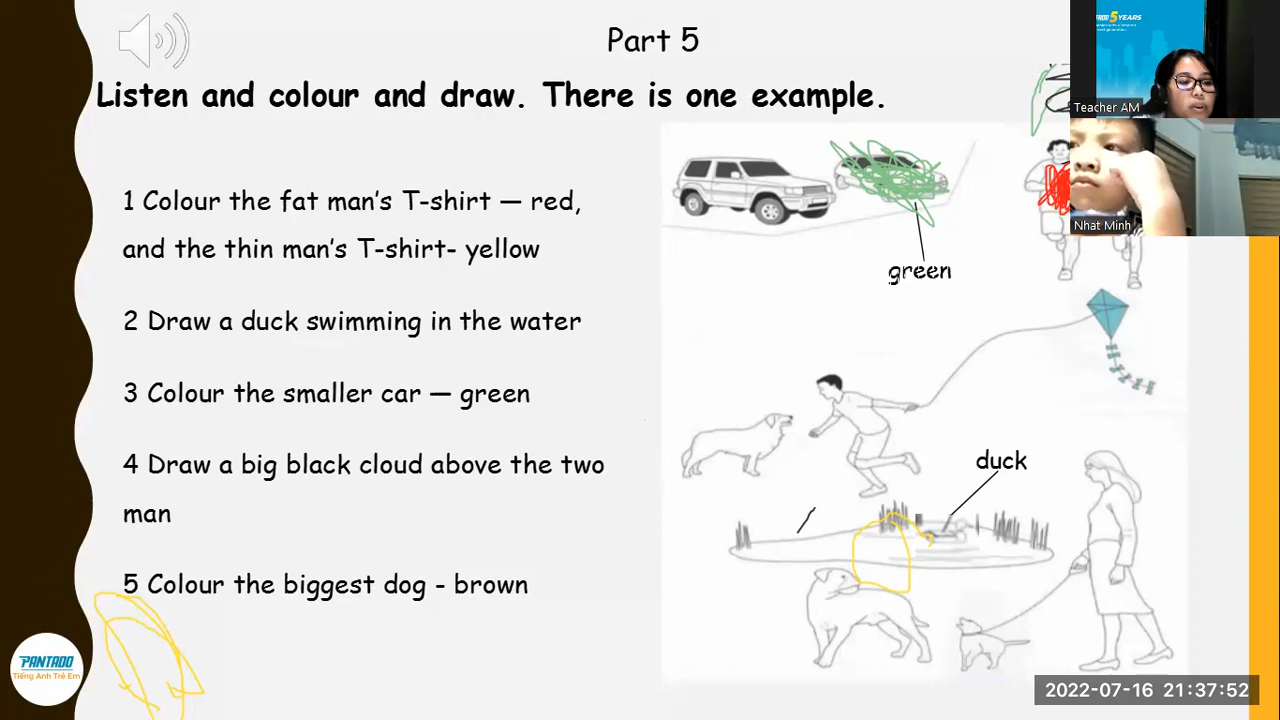 Part 5
Listen and colour and draw. There is one example.
1 Colour the fat man's T-shirt — red,
and the thin man's T-shirt- yellow
2 Draw a duck swimming in the water
3 Colour the smaller car — green
4 Draw a big black cloud above the two
man
5 Colour the biggest dog - brown
green
duck
5 YEARS
Teacher AM
Nhat Minh
PANTADO
Tiếng Anh Trẻ Em
2022-07-16 21:37:52